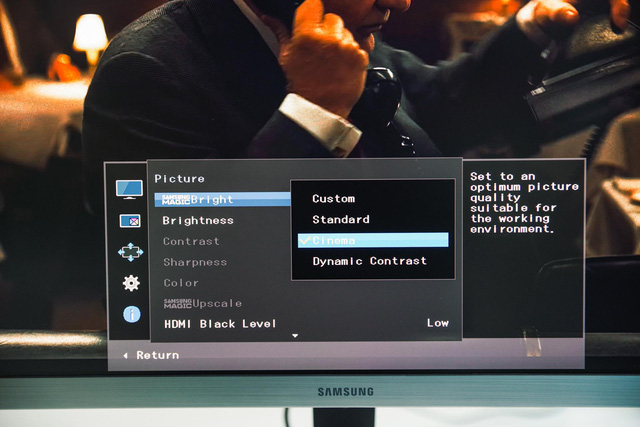 Picture
SAMSUNG MAGIC Bright
Brightness
Contrast
Sharpness
Color
SAMSUNG MAGIC Upscale
HDMI Black Level Low
Custom
Standard
Cinema
Dynamic Contrast
Set to an
optimum picture
quality
suitable for
the working
environment.
Return
SAMSUNG